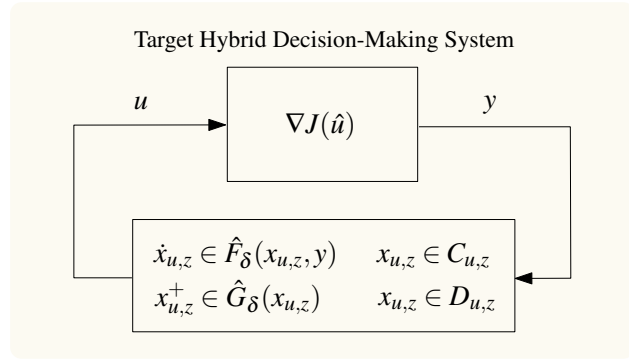 Target Hybrid Decision-Making System
u
y
∇J(û)
ẋ_{u,z} ∈ F̂_δ(x_{u,z}, y) x_{u,z} ∈ C_{u,z}
x⁺_{u,z} ∈ Ĝ_δ(x_{u,z}) x_{u,z} ∈ D_{u,z}